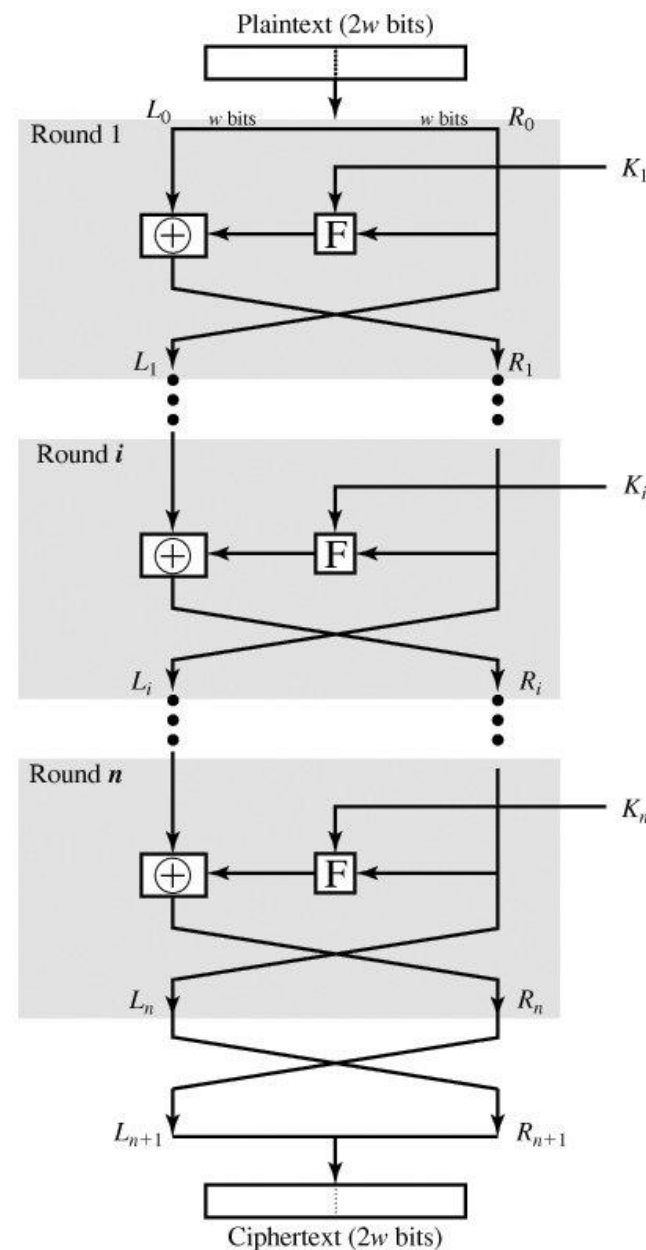 Plaintext (2w bits)
L₀ w bits w bits R₀
Round 1
K₁
⊕ F
L₁ R₁
Round i
Kᵢ
⊕ F
Lᵢ Rᵢ
Round n
Kₙ
⊕ F
Lₙ Rₙ
Lₙ₊₁ Rₙ₊₁
Ciphertext (2w bits)